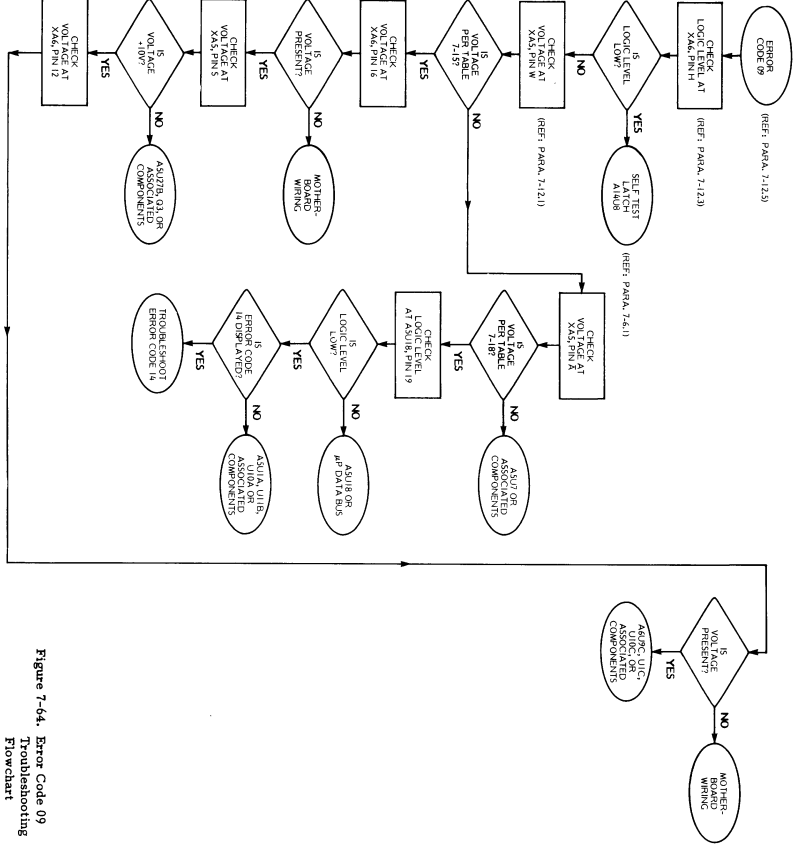 ERROR
CODE 09
(REF: PARA. 7-12.5)
CHECK
LOGIC LEVEL AT
XA6, PIN H
(REF: PARA. 7-12.3)
IS
LOGIC LEVEL
LOW?
YES
SELF TEST
LATCH
A14U8
(REF: PARA. 7-6.1)
NO
CHECK
VOLTAGE AT
XA5, PIN W
(REF: PARA. 7-12.1)
IS
VOLTAGE
PER TABLE
7-15?
NO
YES
CHECK
VOLTAGE AT
XA6, PIN 16
IS
VOLTAGE
PRESENT?
NO
MOTHER-
BOARD
WIRING
YES
CHECK
VOLTAGE AT
XA5, PIN S
IS
VOLTAGE
+10V?
NO
A5U27B, Q3, OR
ASSOCIATED
COMPONENTS
YES
CHECK
VOLTAGE AT
XA6, PIN 12
CHECK
VOLTAGE AT
XA5, PIN Ā
IS
VOLTAGE
PER TABLE
7-18?
NO
A5U7 OR
ASSOCIATED
COMPONENTS
YES
CHECK
LOGIC LEVEL
AT A5U18, PIN 19
IS
LOGIC LEVEL
LOW?
NO
A5U18 OR
µP DATA BUS
YES
IS
ERROR CODE
14 DISPLAYED?
NO
A5U1A, U11B,
U10A OR
ASSOCIATED
COMPONENTS
YES
TROUBLESHOOT
ERROR CODE 14
IS
VOLTAGE
PRESENT?
NO
MOTHER-
BOARD
WIRING
YES
A6U9C, U1C,
U10C, OR
ASSOCIATED
COMPONENTS
Figure 7-64. Error Code 09
Troubleshooting
Flowchart